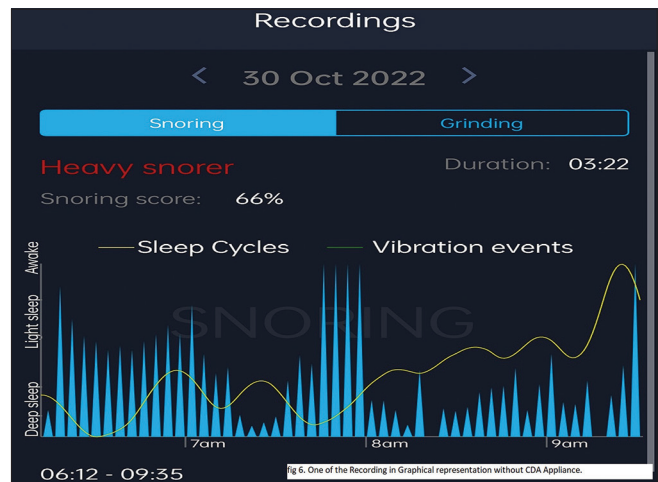 Recordings
< 30 Oct 2022 >
Snoring Grinding
Heavy snorer Duration: 03:22
Snoring score: 66%
Sleep Cycles Vibration events
Awake
Light sleep
Deep sleep
SNORING
7am 8am 9am
06:12 - 09:35
fig 6. One of the Recording in Graphical representation without CDA Appliance.